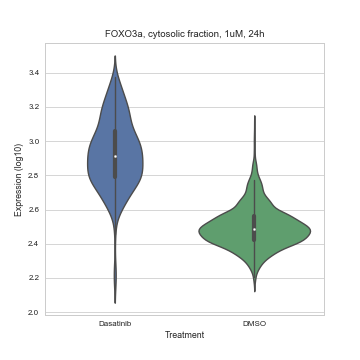 FOXO3a, cytosolic fraction, 1uM, 24h
3.4
3.2
3.0
2.8
2.6
2.4
2.2
2.0
Expression (log10)
Dasatinib
DMSO
Treatment